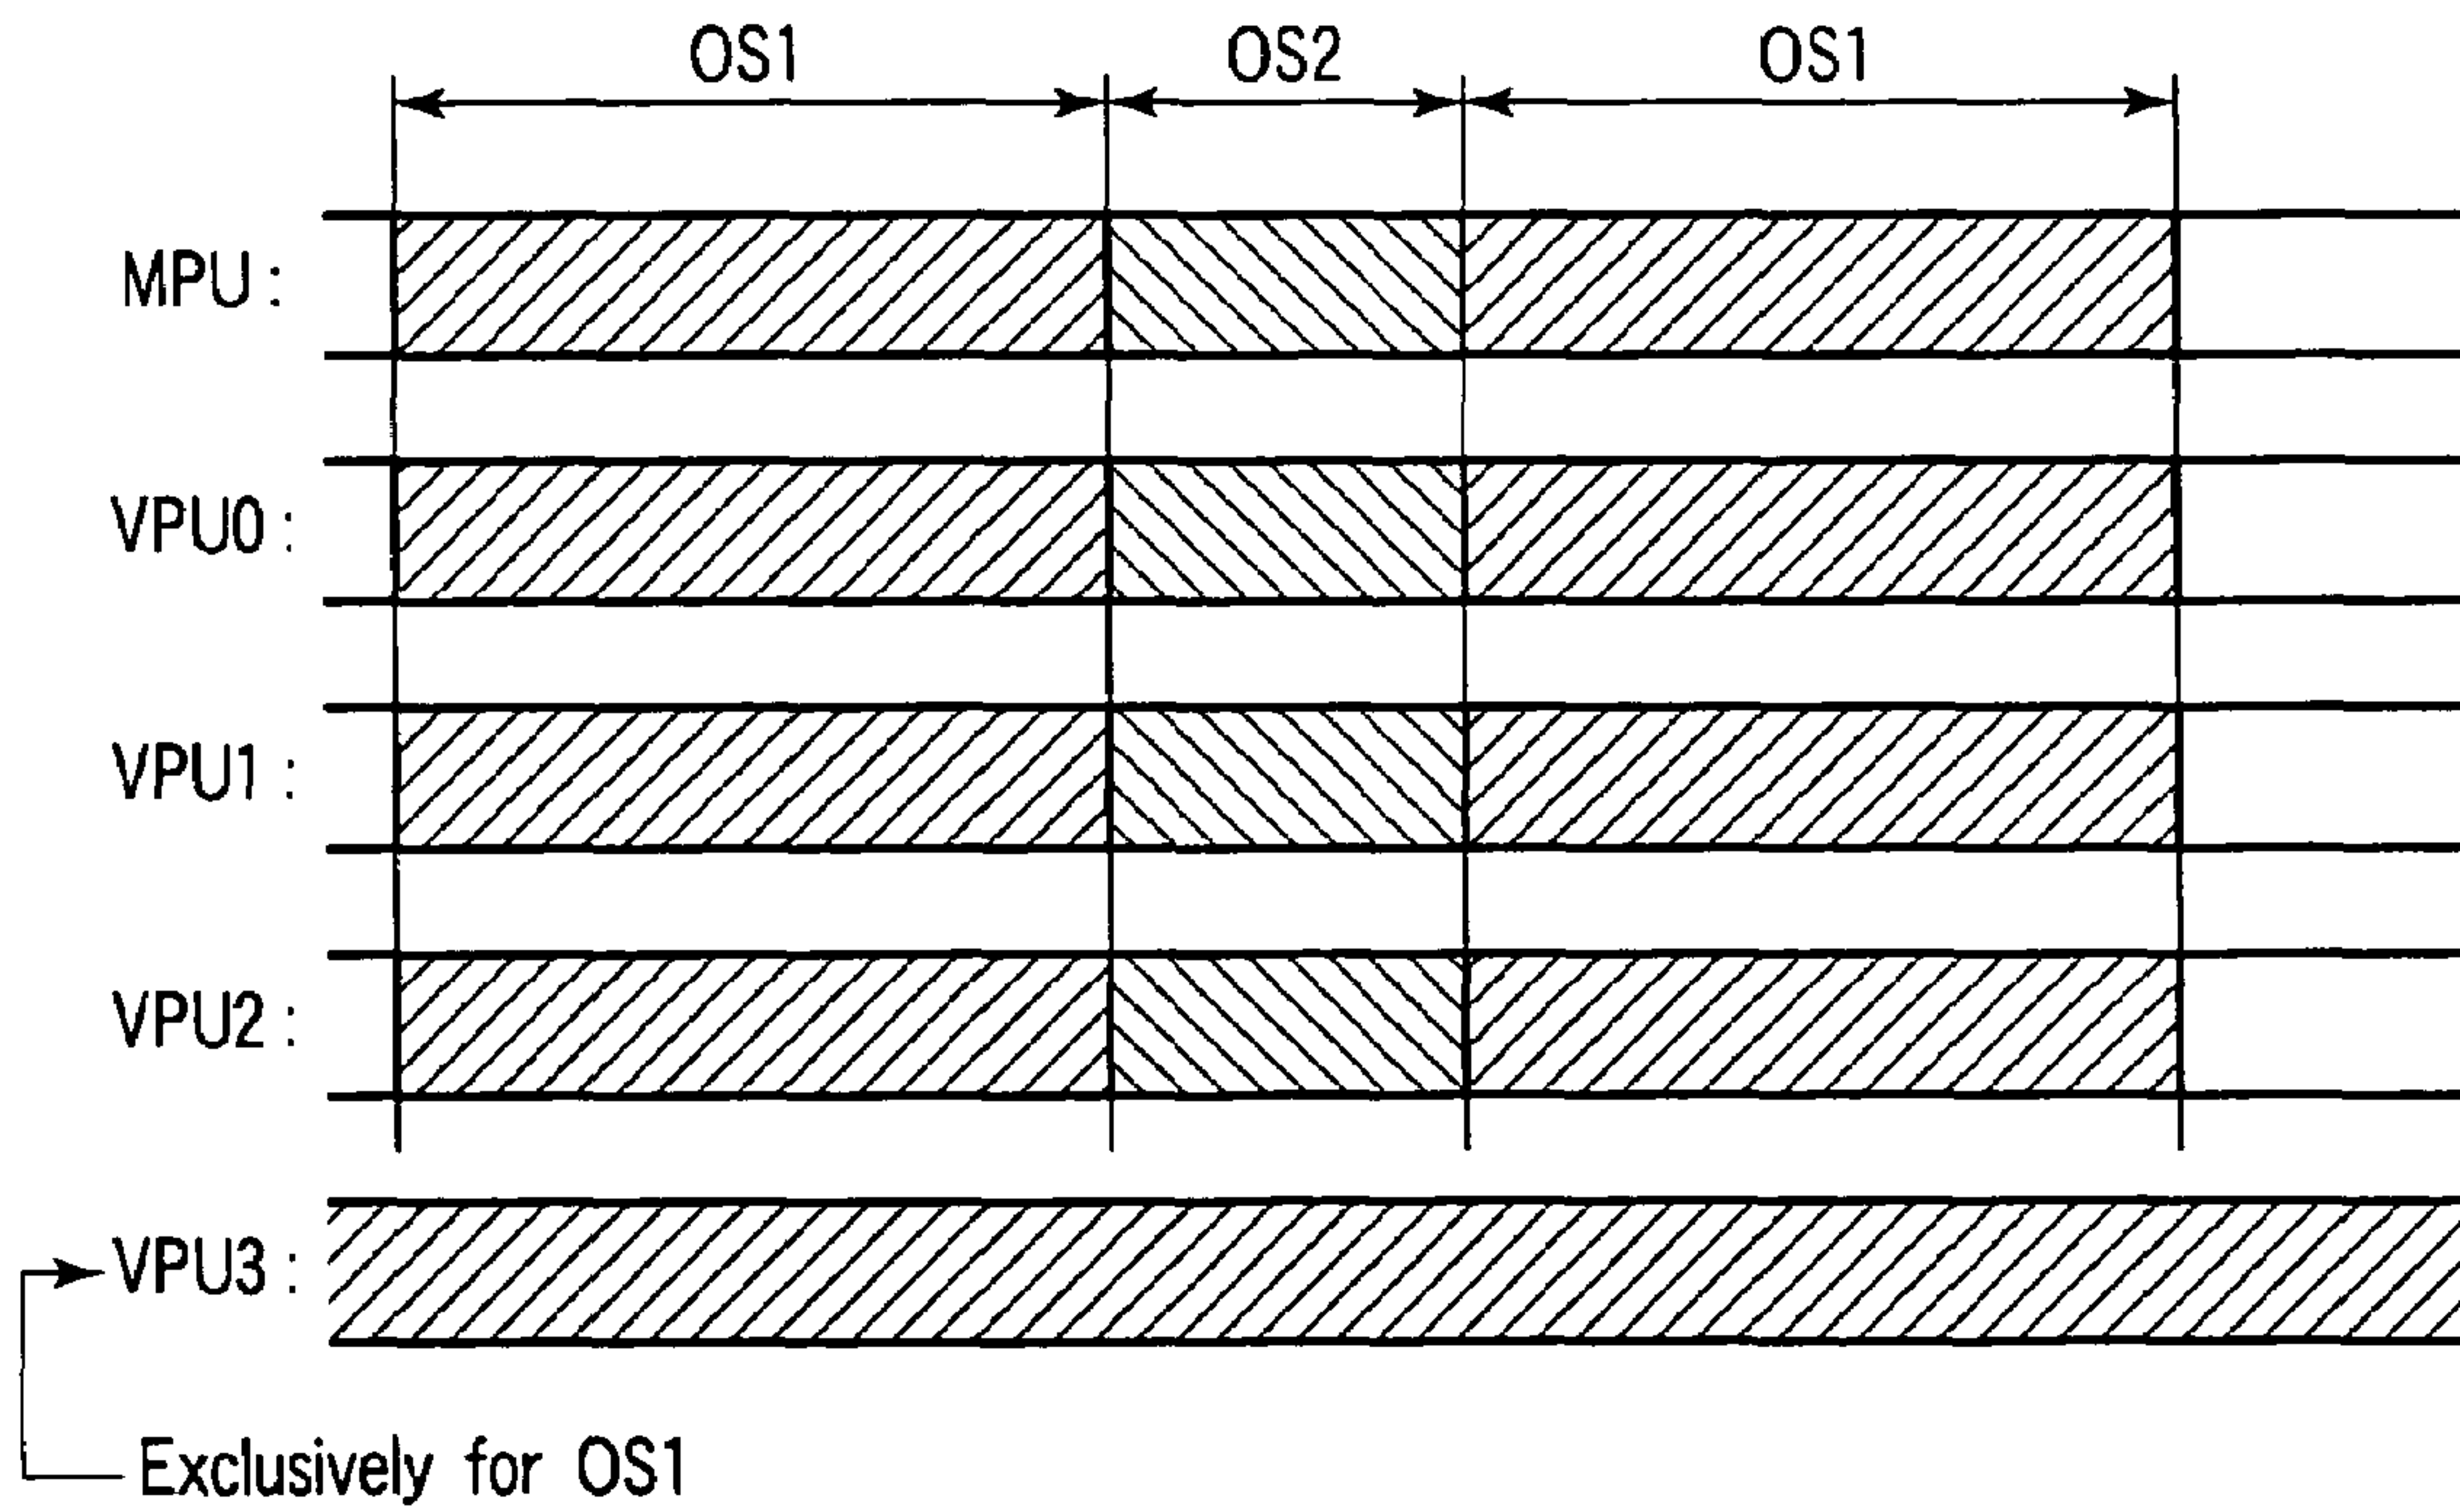 OS1 OS2 OS1
MPU :
VPU0 :
VPU1 :
VPU2 :
VPU3 :
Exclusively for OS1